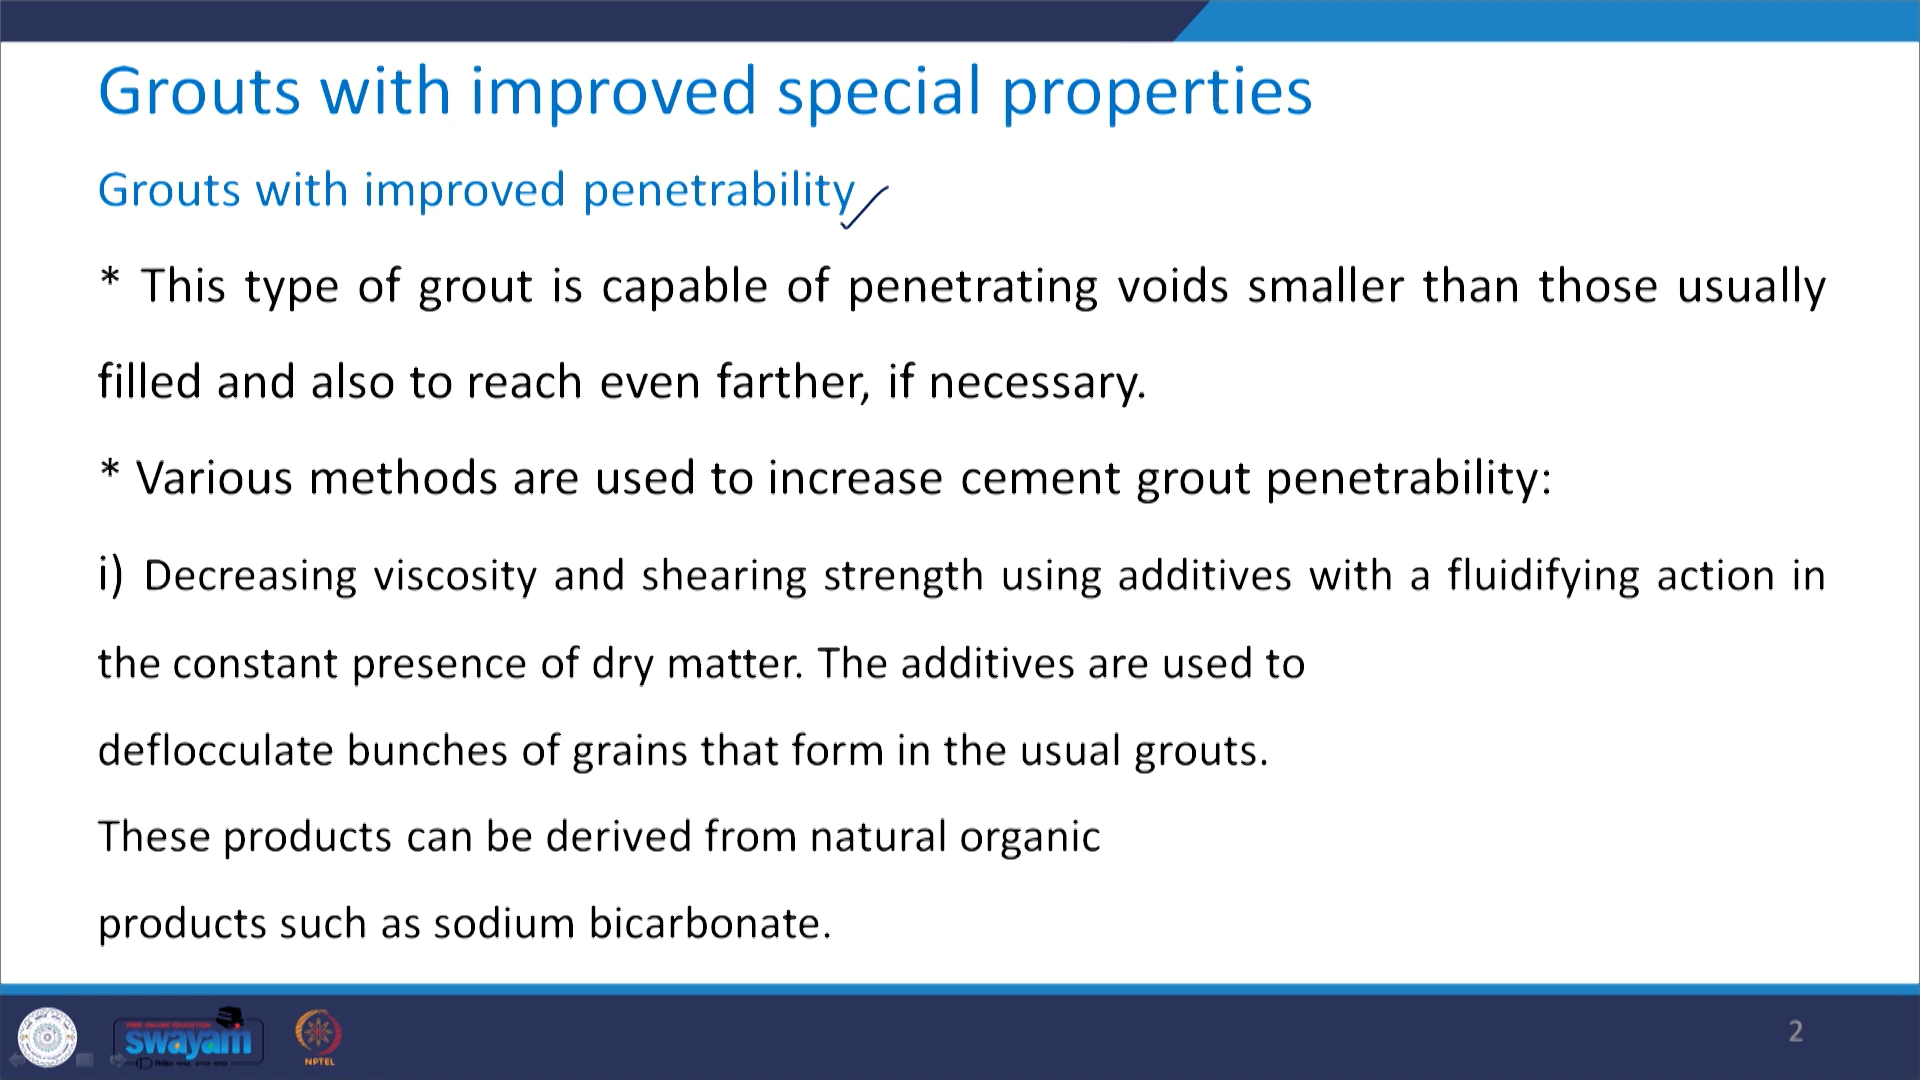 Grouts with improved special properties
Grouts with improved penetrability
* This type of grout is capable of penetrating voids smaller than those usually
filled and also to reach even farther, if necessary.
* Various methods are used to increase cement grout penetrability:
i) Decreasing viscosity and shearing strength using additives with a fluidifying action in
the constant presence of dry matter. The additives are used to
deflocculate bunches of grains that form in the usual grouts.
These products can be derived from natural organic
products such as sodium bicarbonate.
FREE ONLINE EDUCATION
swayam
NPTEL
2